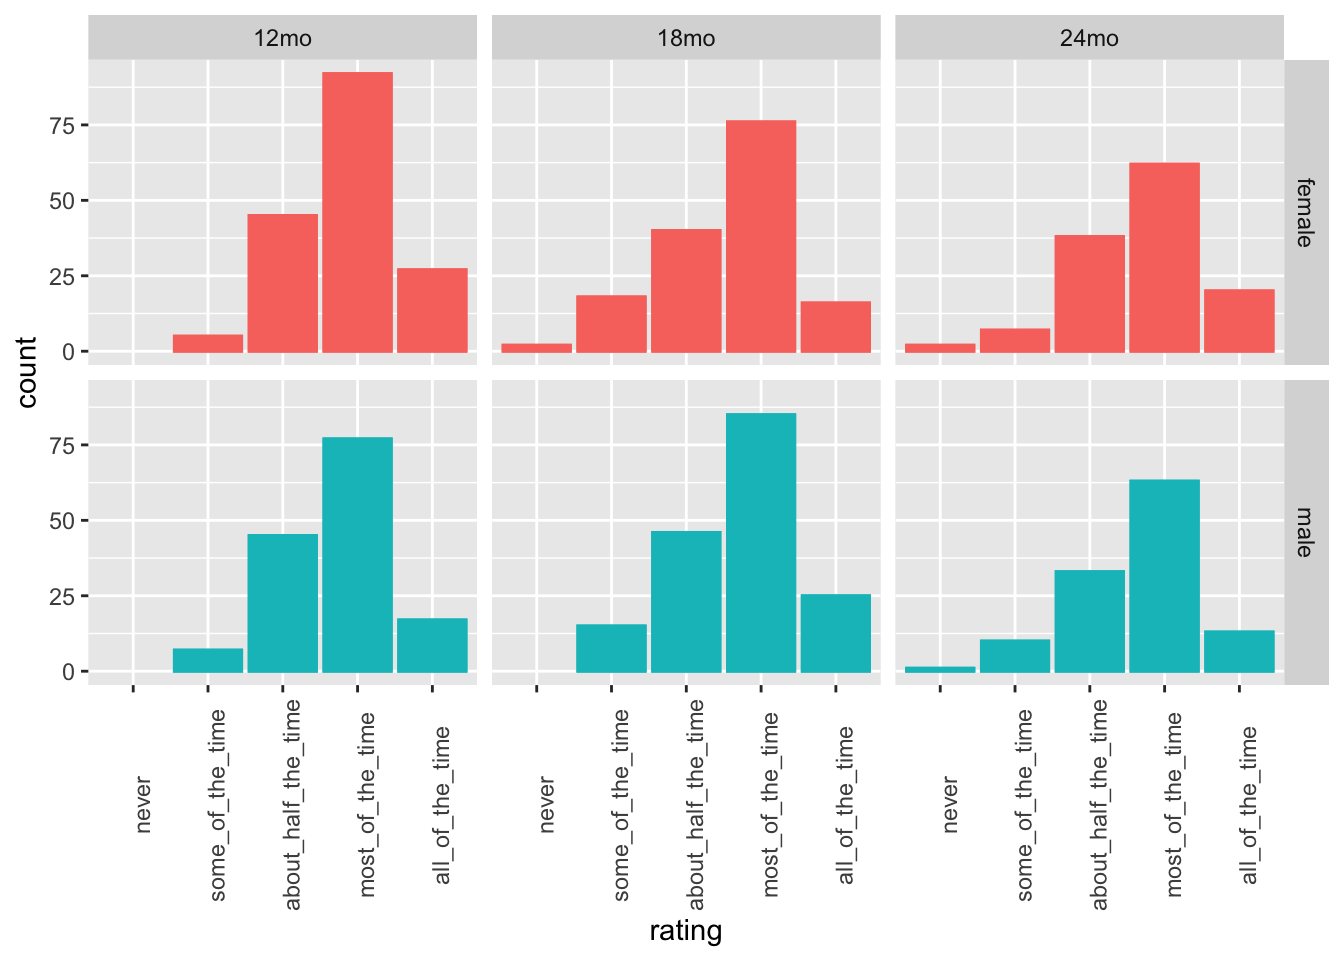 12mo 18mo 24mo
75
50
25
0
female
75
50
25
0
male
count
never some_of_the_time about_half_the_time most_of_the_time all_of_the_time never some_of_the_time about_half_the_time most_of_the_time all_of_the_time never some_of_the_time about_half_the_time most_of_the_time all_of_the_time
rating